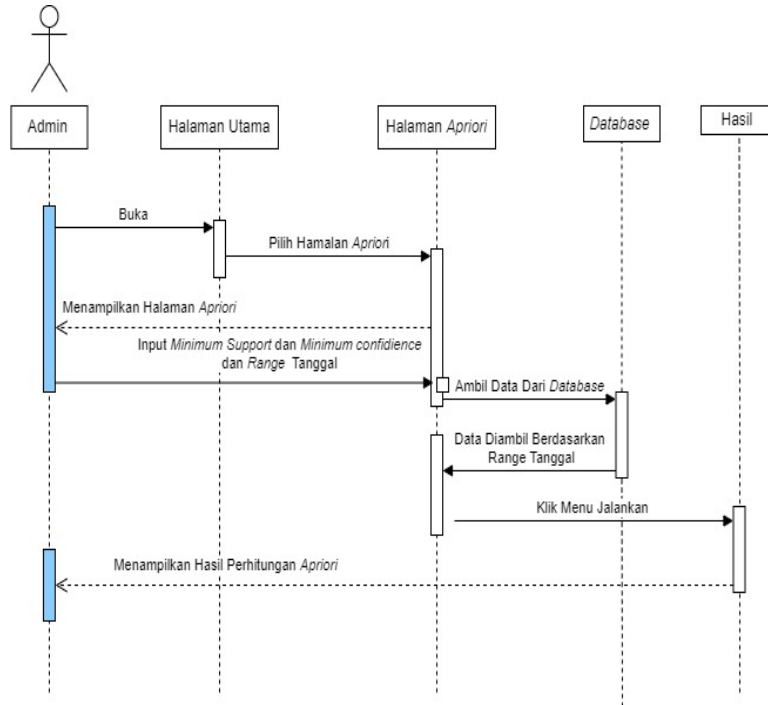 Admin
Halaman Utama
Halaman Apriori
Database
Hasil
Buka
Pilih Hamalan Apriori
Menampilkan Halaman Apriori
Input Minimum Support dan Minimum confidience
dan Range Tanggal
Ambil Data Dari Database
Data Diambil Berdasarkan
Range Tanggal
Klik Menu Jalankan
Menampilkan Hasil Perhitungan Apriori